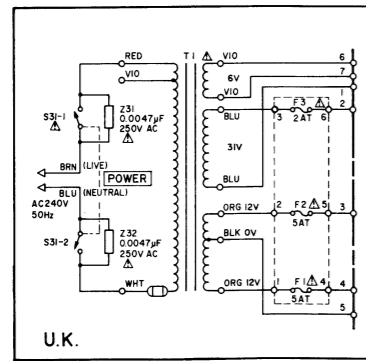 RED T1 VIO 6
VIO 6V 7
VIO 1
S31-1 Z31 BLU F3 2
0.0047μF 3 2AT 6
250V AC
31V
BRN (LIVE) POWER
BLU (NEUTRAL) BLU
AC240V
50Hz ORG 12V 2 F2 5 3
5AT
S31-2 Z32 BLK 0V
0.0047μF
250V AC
WHT ORG 12V 1 F1 4 4
5AT
5
U.K.